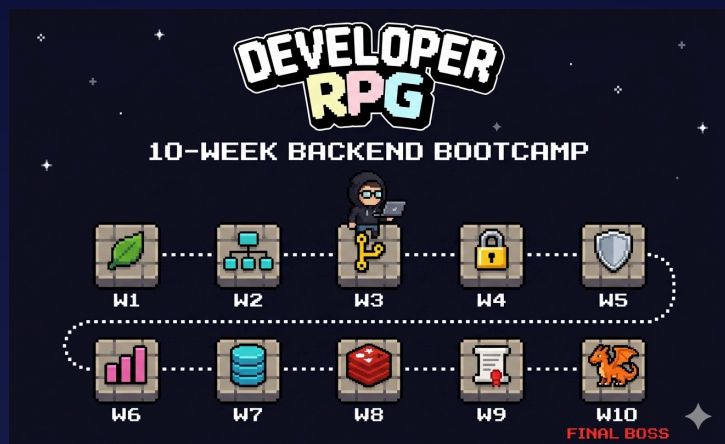 DEVELOPER
RPG
10-WEEK BACKEND BOOTCAMP
W1 W2 W3 W4 W5
W6 W7 W8 W9 W10
FINAL BOSS